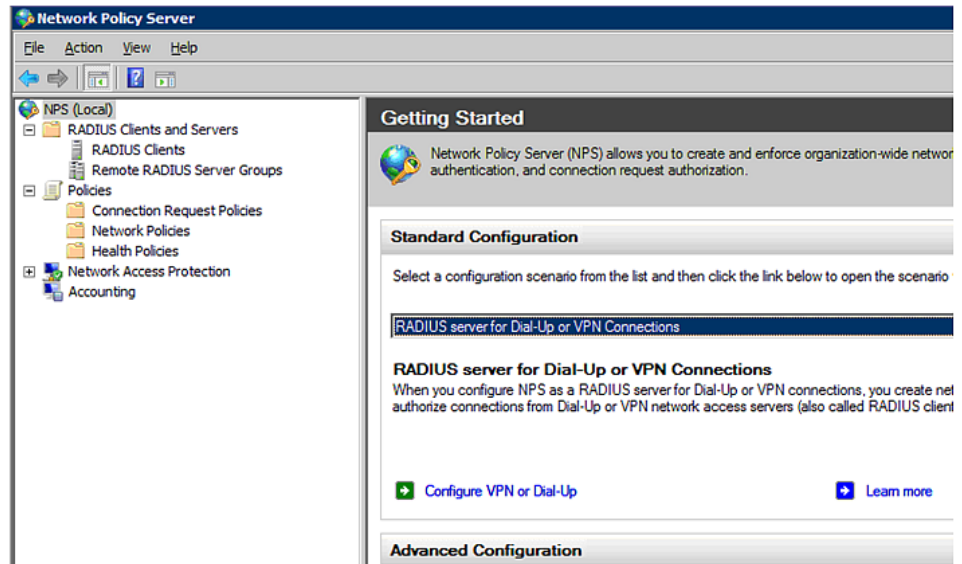 Network Policy Server
File Action View Help
NPS (Local)
RADIUS Clients and Servers
RADIUS Clients
Remote RADIUS Server Groups
Policies
Connection Request Policies
Network Policies
Health Policies
Network Access Protection
Accounting
Getting Started
Network Policy Server (NPS) allows you to create and enforce organization-wide networ
authentication, and connection request authorization.
Standard Configuration
Select a configuration scenario from the list and then click the link below to open the scenario
RADIUS server for Dial-Up or VPN Connections
RADIUS server for Dial-Up or VPN Connections
When you configure NPS as a RADIUS server for Dial-Up or VPN connections, you create net
authorize connections from Dial-Up or VPN network access servers (also called RADIUS client
Configure VPN or Dial-Up Learn more
Advanced Configuration